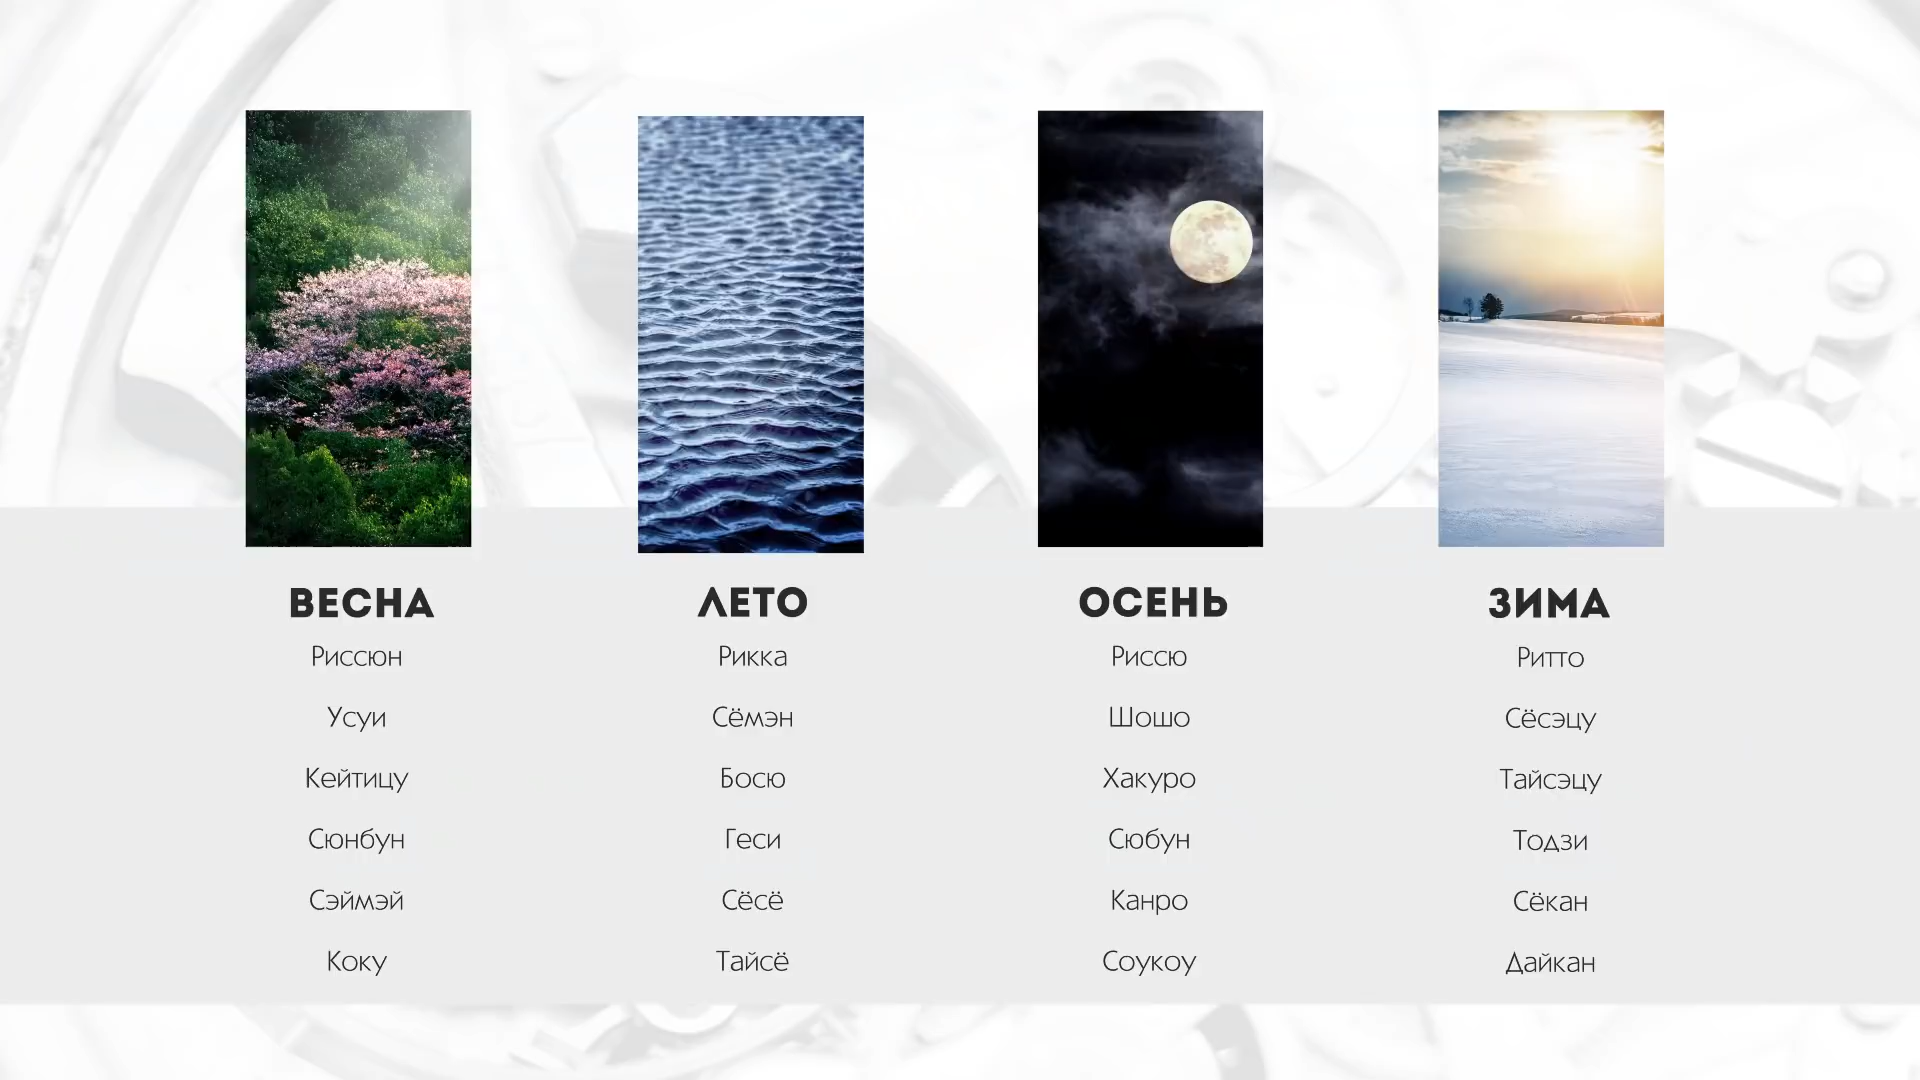 ВЕСНА
Риссюн
Усуи
Кейтицу
Сюнбун
Сэймэй
Коку
ЛЕТО
Рикка
Сёмэн
Босю
Геси
Сёсё
Тайсё
ОСЕНЬ
Риссю
Шошо
Хакуро
Сюбун
Канро
Соукоу
ЗИМА
Ритто
Сёсэцу
Тайсэцу
Тодзи
Сёкан
Дайкан